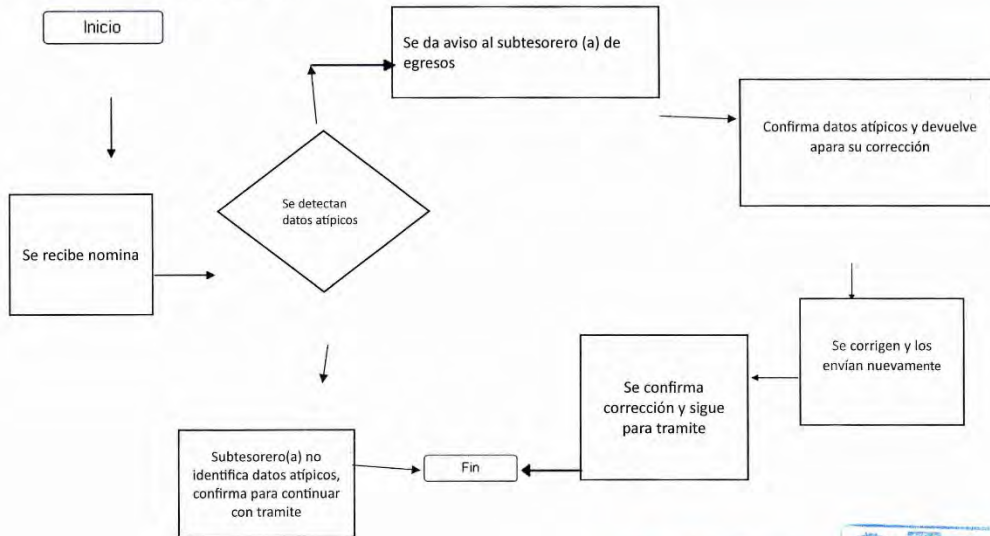 Inicio
Se da aviso al subtesorero (a) de
egresos
Confirma datos atípicos y devuelve
apara su corrección
Se detectan
datos atípicos
Se recibe nomina
Se corrigen y los
envían nuevamente
Se confirma
corrección y sigue
para tramite
Subtesorero(a) no
identifica datos atípicos,
confirma para continuar
con tramite
Fin